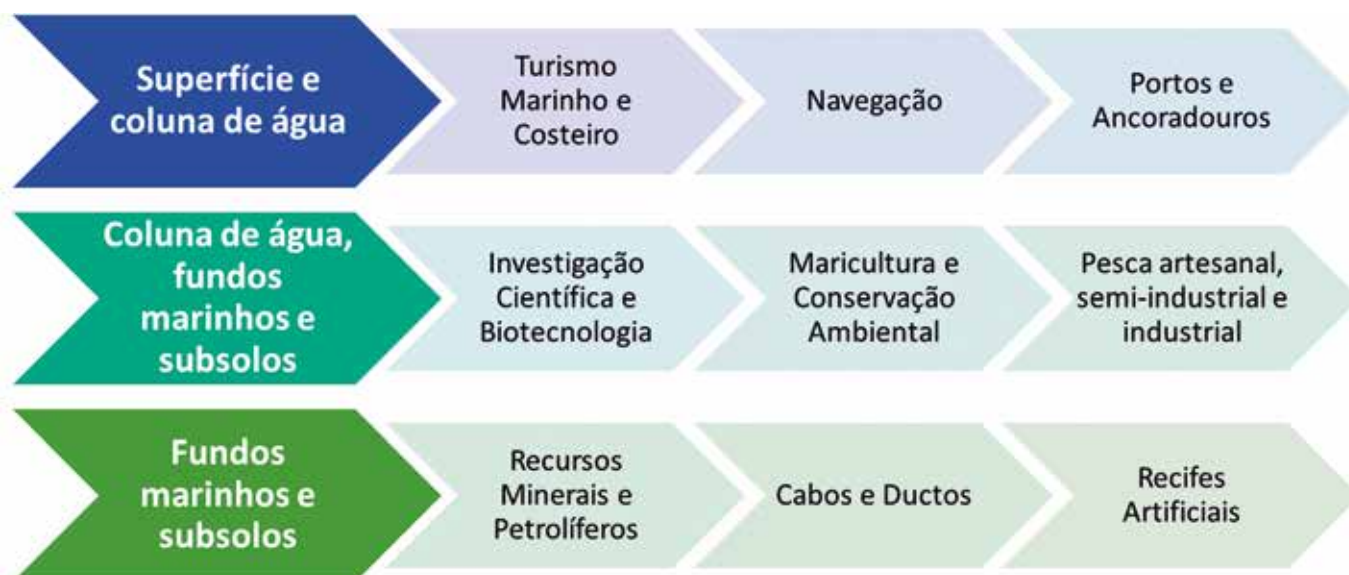 Superfície e
coluna de água
Turismo
Marinho e
Costeiro
Navegação
Portos e
Ancoradouros
Coluna de água,
fundos
marinhos e
subsolos
Investigação
Científica e
Biotecnologia
Maricultura e
Conservação
Ambiental
Pesca artesanal,
semi-industrial e
industrial
Fundos
marinhos e
subsolos
Recursos
Minerais e
Petrolíferos
Cabos e Ductos
Recifes
Artificiais